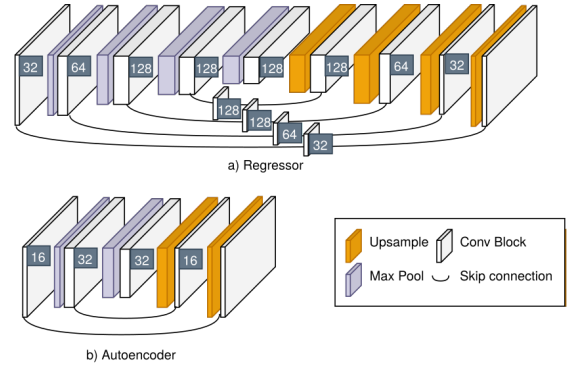 32 64 128 128 128 128 64 32
128
128
64
32
a) Regressor
16 32 32 16
Upsample Conv Block
Max Pool Skip connection
b) Autoencoder